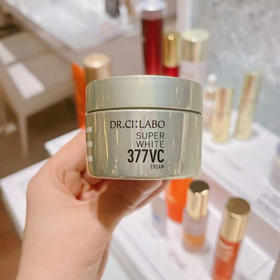 DR.CI:LABO
SUPER
WHITE
377VC
CREAM